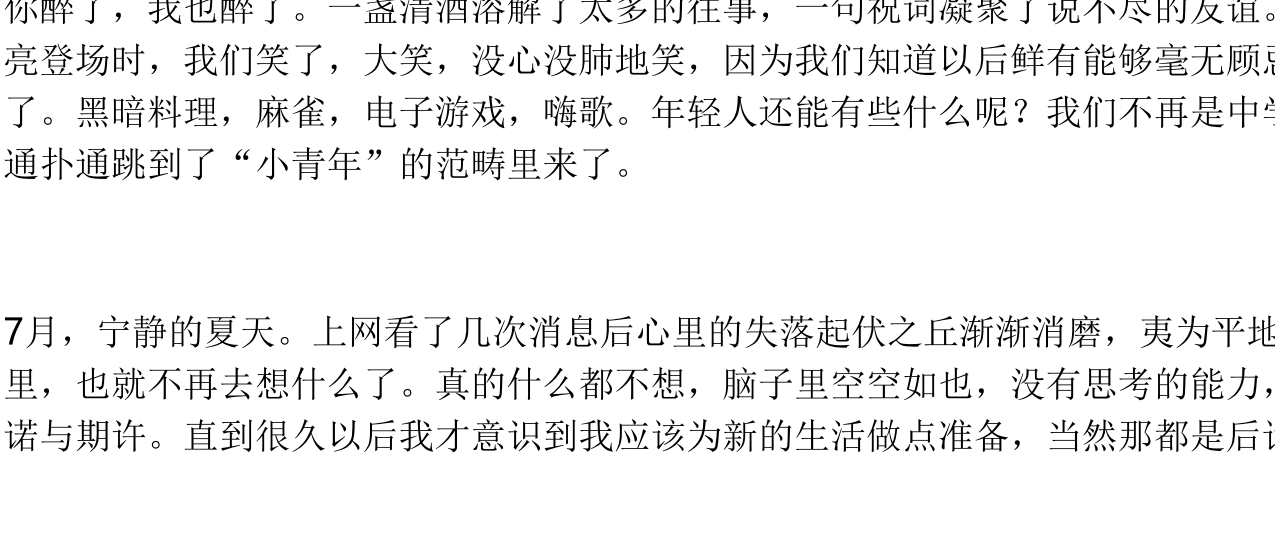 你醉了，我也醉了。一盏清酒溶解了太多的往事，一句祝词凝聚了说不尽的友谊。
亮登场时，我们笑了，大笑，没心没肺地笑，因为我们知道以后鲜有能够毫无顾忌
了。黑暗料理，麻雀，电子游戏，嗨歌。年轻人还能有些什么呢？我们不再是中学
通扑通跳到了“小青年”的范畴里来了。
7月，宁静的夏天。上网看了几次消息后心里的失落起伏之丘渐渐消磨，夷为平地
里，也就不再去想什么了。真的什么都不想，脑子里空空如也，没有思考的能力，
诺与期许。直到很久以后我才意识到我应该为新的生活做点准备，当然那都是后